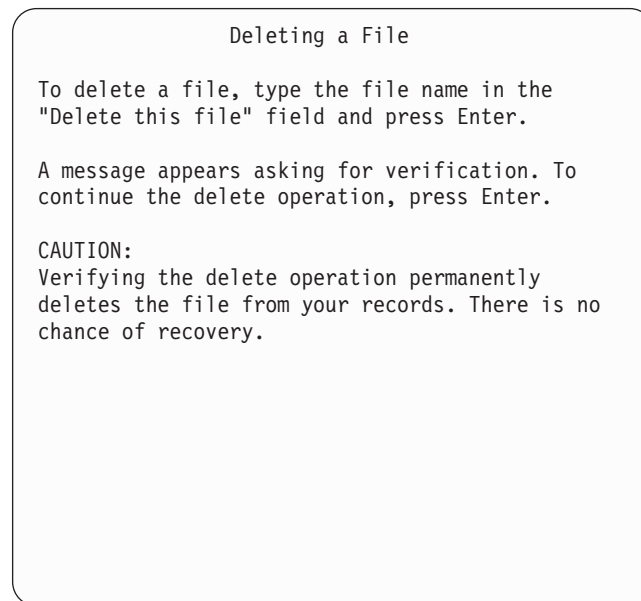 Deleting a File
To delete a file, type the file name in the
"Delete this file" field and press Enter.
A message appears asking for verification. To
continue the delete operation, press Enter.
CAUTION:
Verifying the delete operation permanently
deletes the file from your records. There is no
chance of recovery.